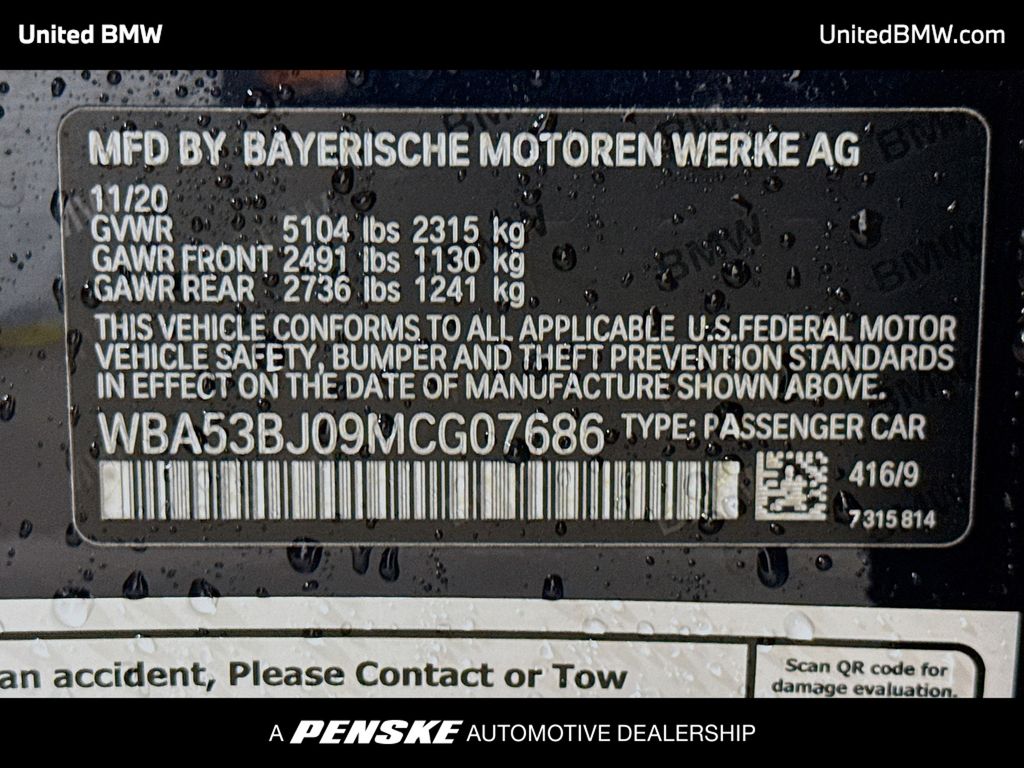 United BMW
UnitedBMW.com
MFD BY BAYERISCHE MOTOREN WERKE AG
11/20
GVWR 5104 lbs 2315 kg
GAWR FRONT 2491 lbs 1130 kg
GAWR REAR 2736 lbs 1241 kg
THIS VEHICLE CONFORMS TO ALL APPLICABLE U.S.FEDERAL MOTOR
VEHICLE SAFETY, BUMPER AND THEFT PREVENTION STANDARDS
IN EFFECT ON THE DATE OF MANUFACTURE SHOWN ABOVE.
WBA53BJ09MCG07686 TYPE: PASSENGER CAR
416/9
7315814
an accident, Please Contact or Tow
Scan QR code for
damage evaluation.
A PENSKE AUTOMOTIVE DEALERSHIP